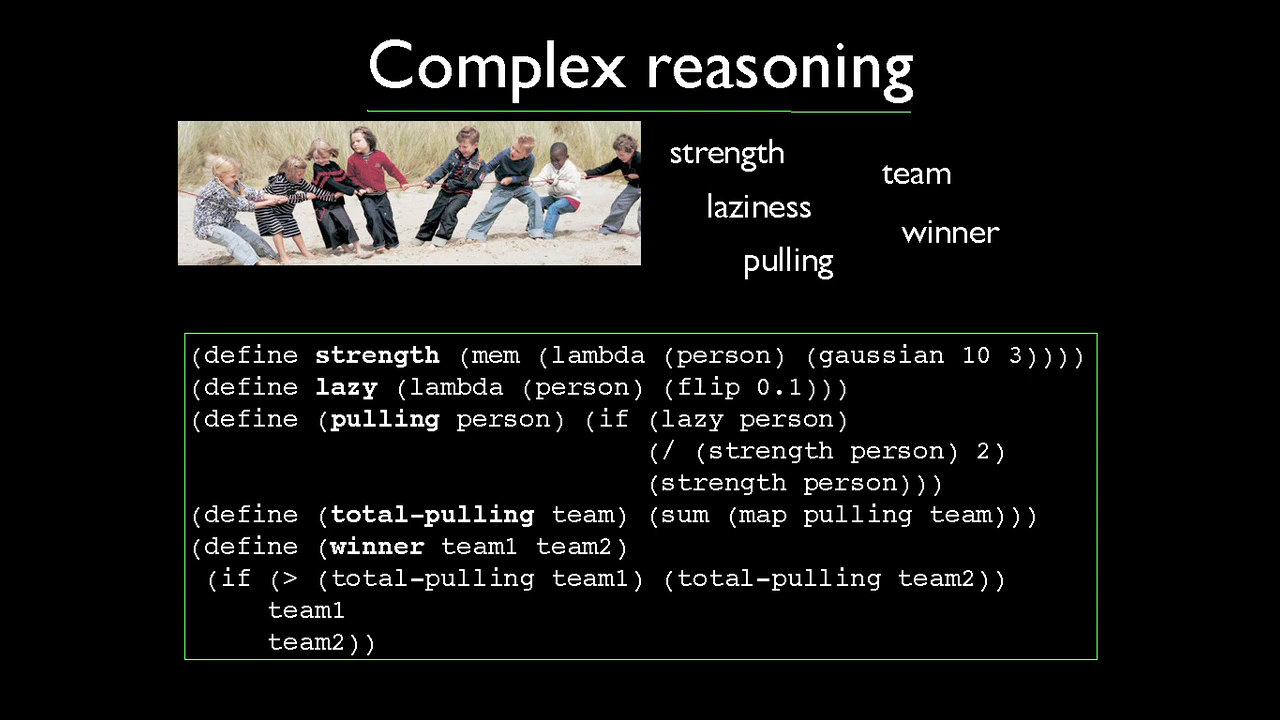 Complex reasoning
strength
team
laziness
winner
pulling
(define strength (mem (lambda (person) (gaussian 10 3))))
(define lazy (lambda (person) (flip 0.1)))
(define (pulling person) (if (lazy person)
(/ (strength person) 2)
(strength person)))
(define (total-pulling team) (sum (map pulling team)))
(define (winner team1 team2)
(if (> (total-pulling team1) (total-pulling team2))
team1
team2))